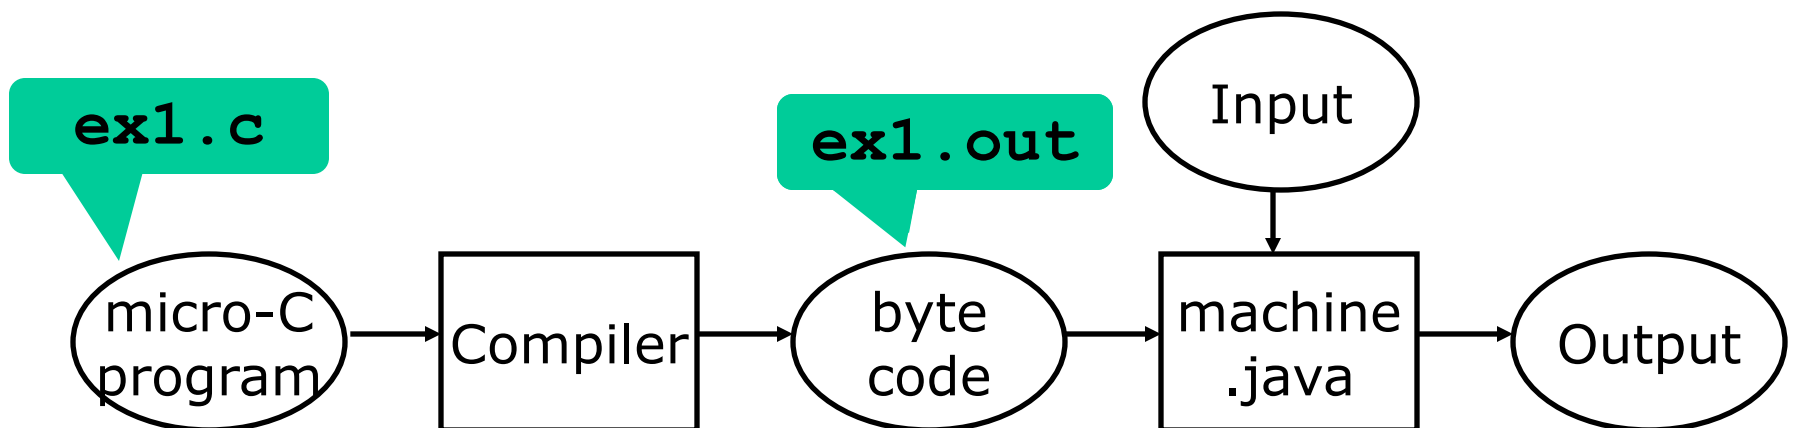 ex1.c
ex1.out
Input
micro-C
program
Compiler
byte
code
machine
.java
Output